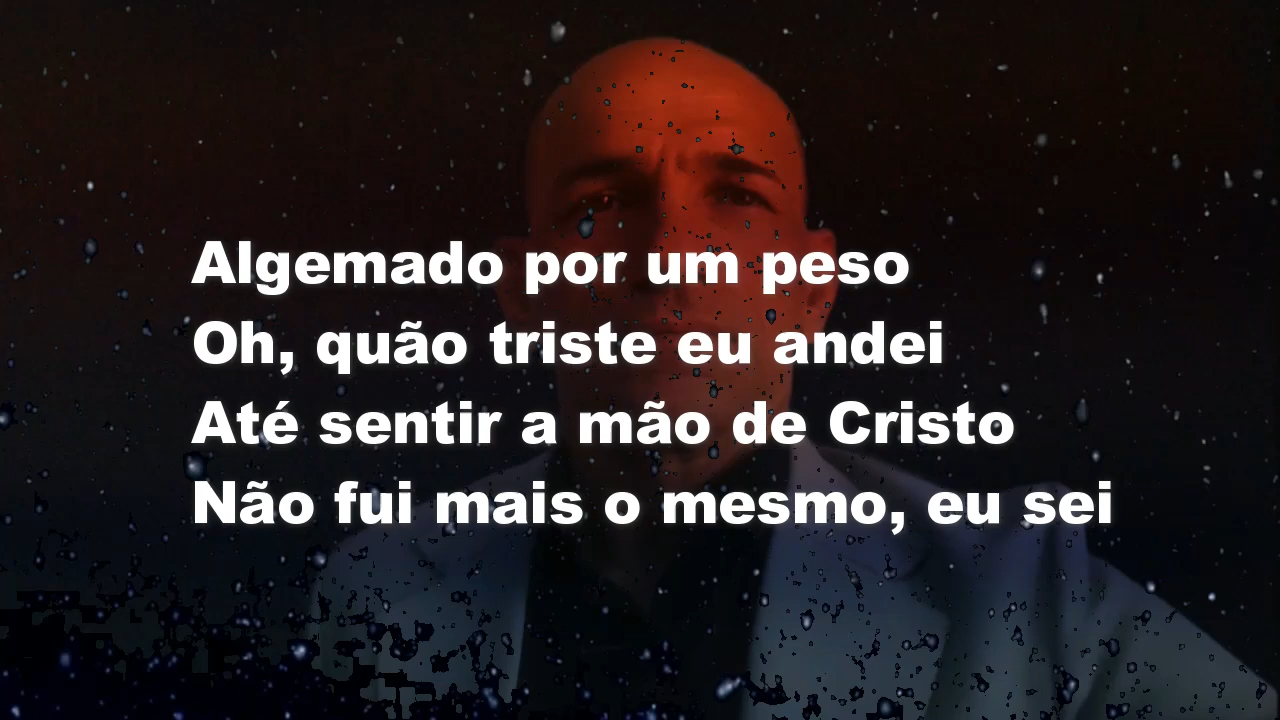 Algemado por um peso
Oh, quão triste eu andei
Até sentir a mão de Cristo
Não fui mais o mesmo, eu sei